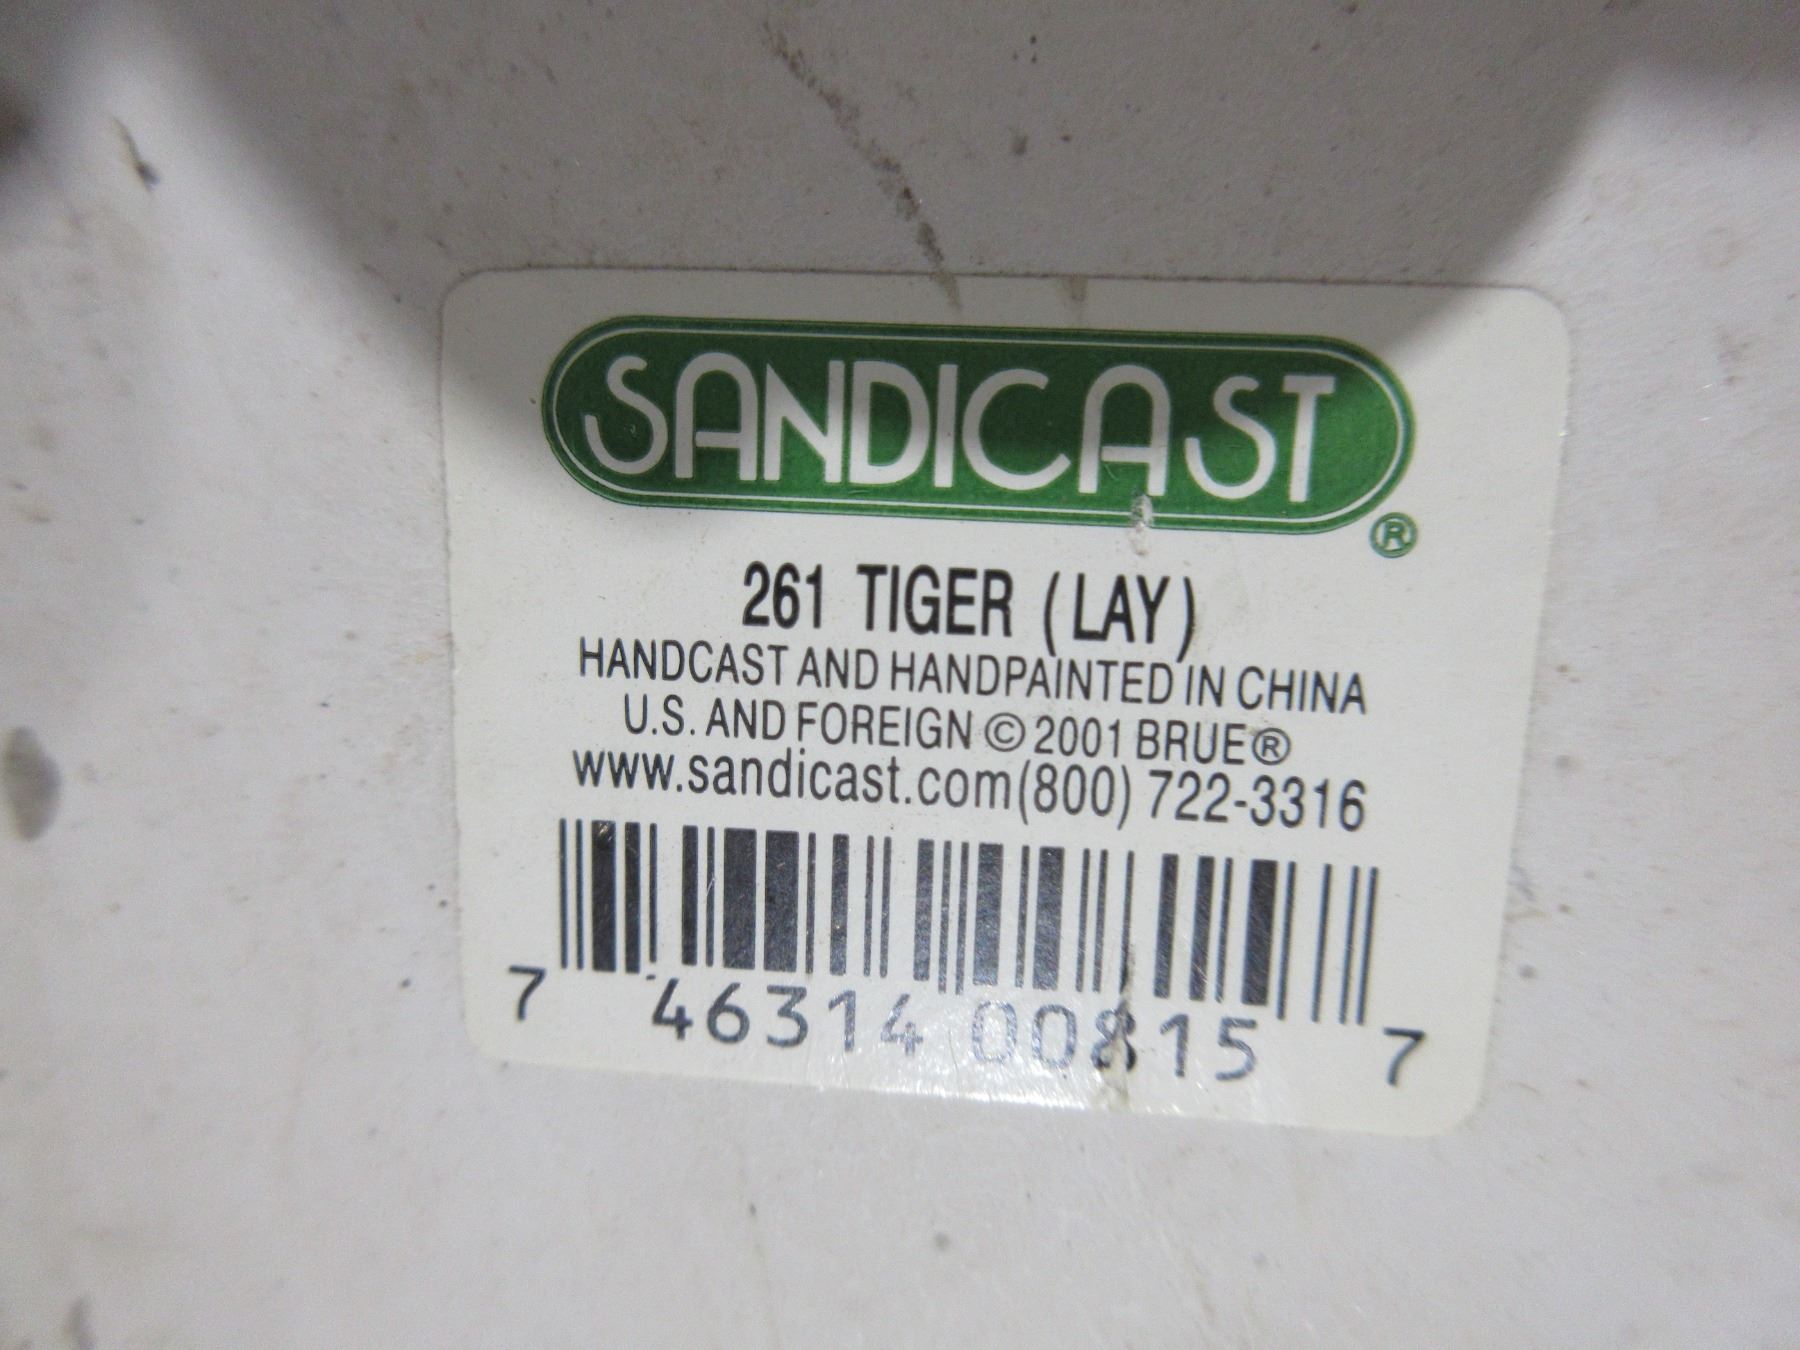 SANDICAST®
261 TIGER (LAY)
HANDCAST AND HANDPAINTED IN CHINA
U.S. AND FOREIGN © 2001 BRUE®
www.sandicast.com(800) 722-3316
7 46314 00815 7